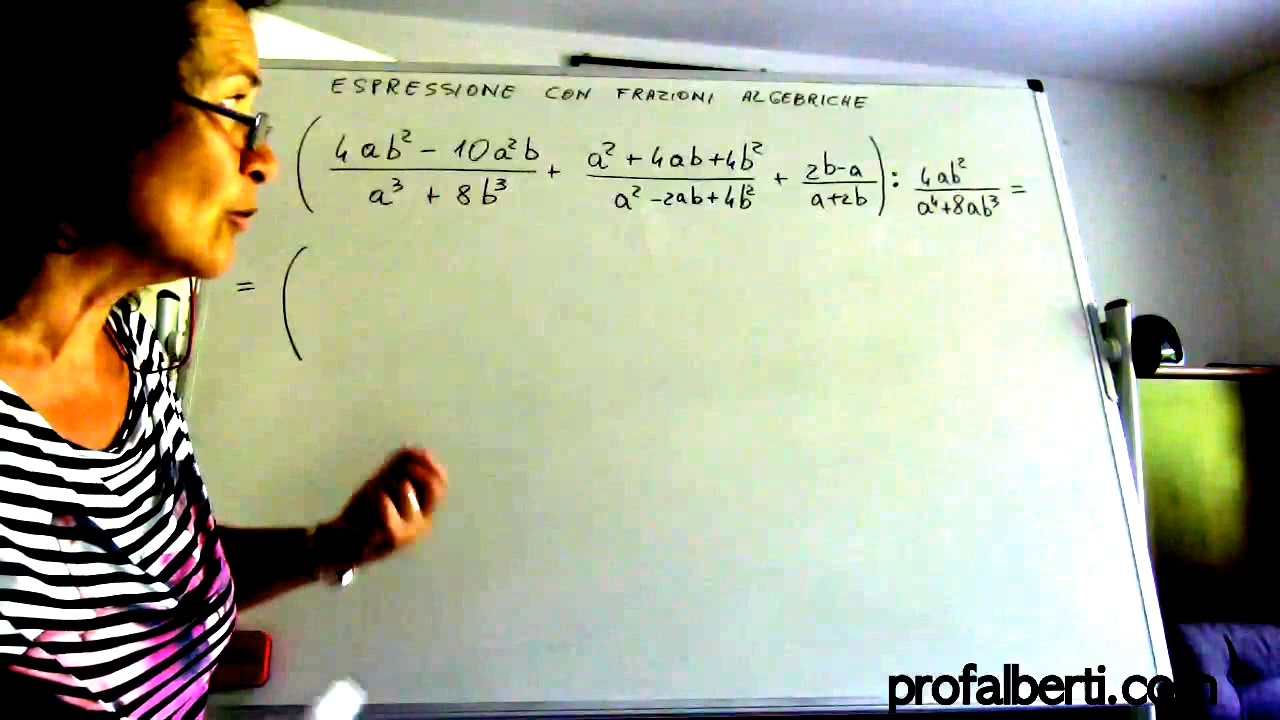 ESPRESSIONE CON FRAZIONI ALGEBRICHE
( (4ab² - 10a²b)/(a³ + 8b³) + (a² + 4ab + 4b²)/(a² - 2ab + 4b²) + (2b-a)/(a+2b) ) : 4ab²/(a⁴+8ab³) =
= (
profalberti.com